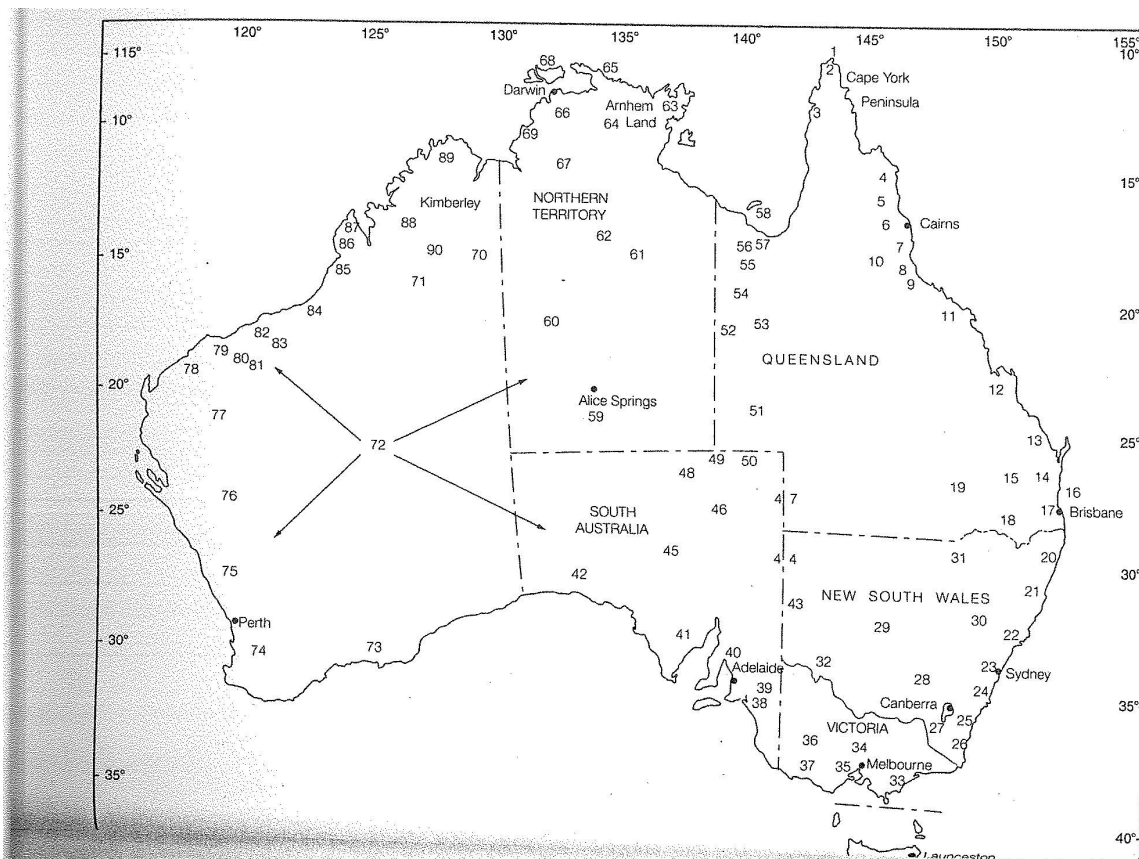 120° 125° 130° 135° 140° 145° 150° 155°
115° 10°
68 65 1
2 Cape York
Darwin Arnhem 63 Peninsula
66 64 Land 3
10°
69
89 67
4 15°
Kimberley NORTHERN 5
TERRITORY 58
87 88 62 6 Cairns
86 90 70 61 56 57 7
15°
85 71 55 10 8
54 9
84 60 11 20°
82 52 53
79 83 QUEENSLAND
78 80 81
20° 12
Alice Springs
77 59 51
72 13 25°
49 50
48 15 14
76 19 16
4 7
25° SOUTH 46 17 Brisbane
AUSTRALIA 18
45 4 4 31 20
75 42 30°
43 NEW SOUTH WALES 21
Perth 29 30
30° 74 73 41 22
40 32
Adelaide 23 Sydney
39 28 24
38 Canberra 35°
VICTORIA 27 25
36 34 26
35° 37 35 Melbourne
33
40°
Launceston